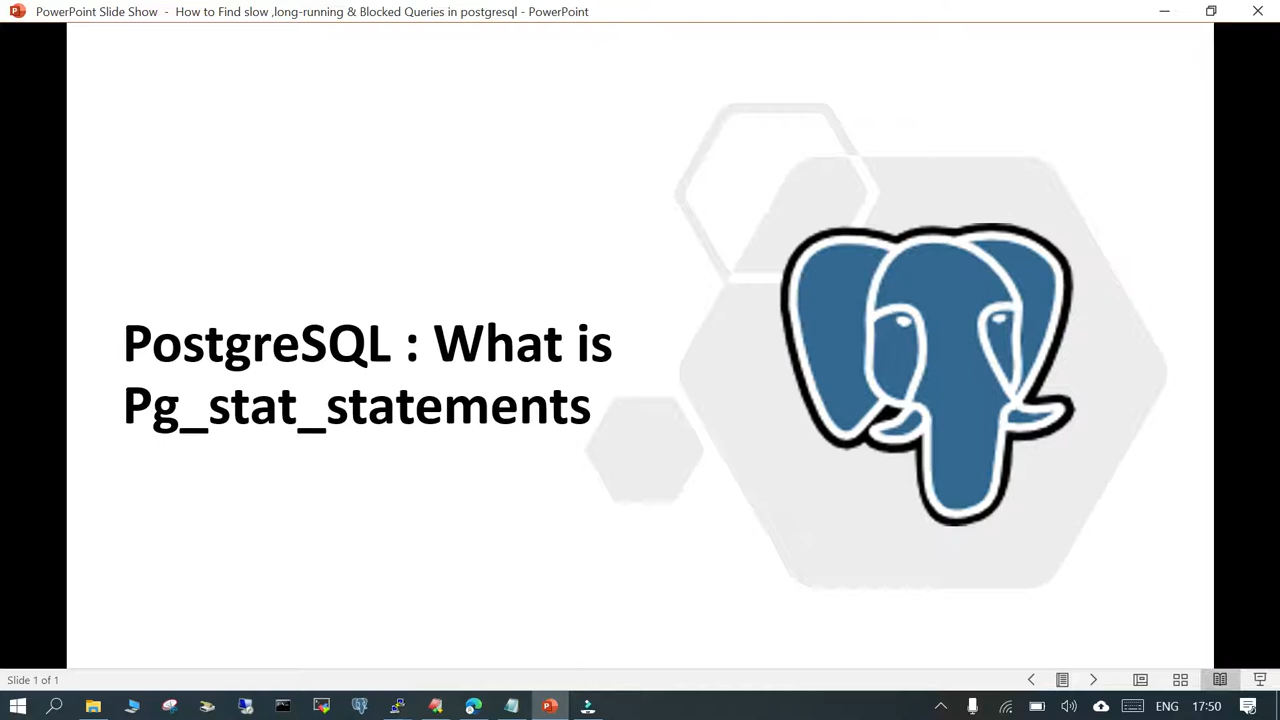 PowerPoint Slide Show - How to Find slow ,long-running & Blocked Queries in postgresql - PowerPoint
PostgreSQL : What is
Pg_stat_statements
Slide 1 of 1
ENG
17:50